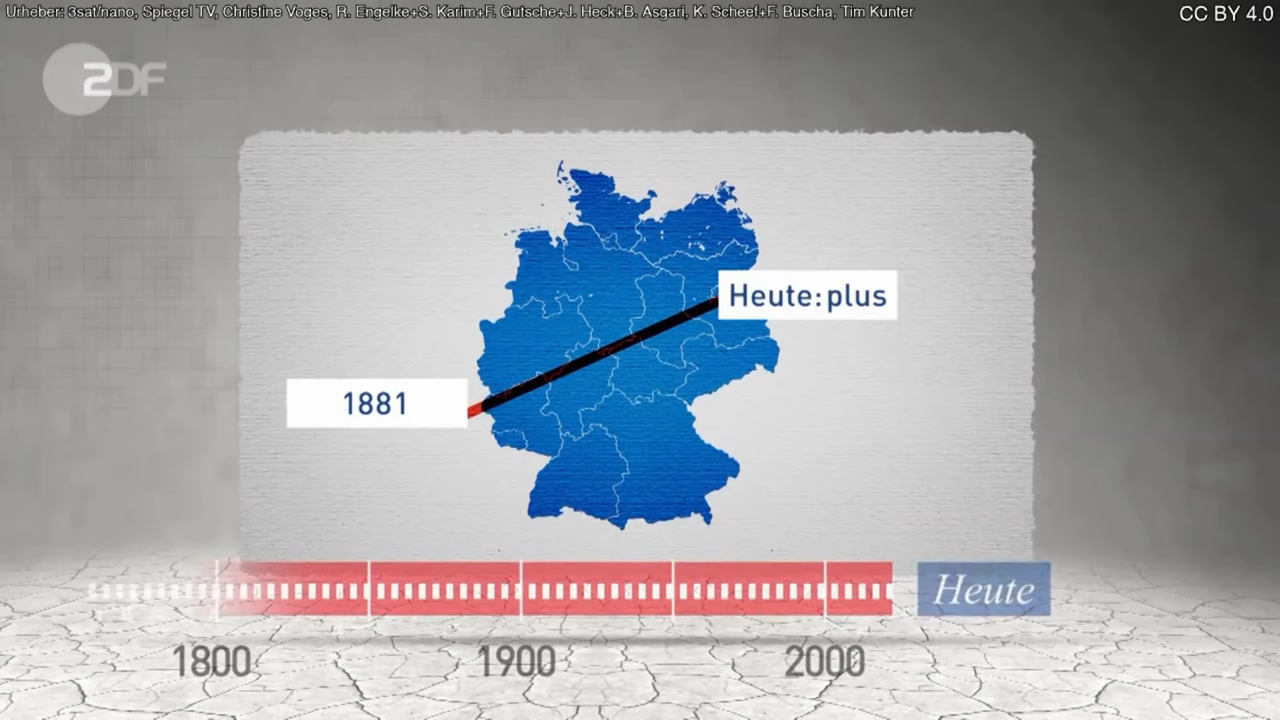 Urheber: 3sat/nano, Spiegel TV, Christine Voges, R. Engelke+S. Karim+F. Gutsche+J. Heck+B. Asgari, K. Scheef+F. Buscha, Tim Kunter
CC BY 4.0
2DF
Heute:plus
1881
Heute
1800 1900 2000